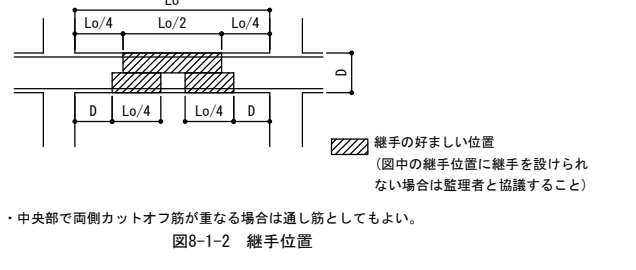 Lo
Lo/4 Lo/2 Lo/4
D
D Lo/4 Lo/4 D
継手の好ましい位置
(図中の継手位置に継手を設けられ
ない場合は監理者と協議すること)
・中央部で両側カットオフ筋が重なる場合は通し筋としてもよい。
図8-1-2 継手位置